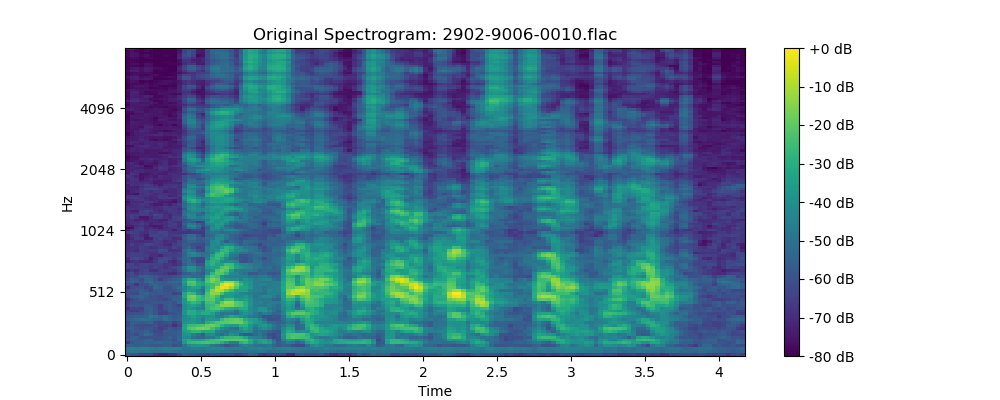 Original Spectrogram: 2902-9006-0010.flac
+0 dB
-10 dB
-20 dB
-30 dB
-40 dB
-50 dB
-60 dB
-70 dB
-80 dB
4096
2048
1024
512
0
Hz
0 0.5 1 1.5 2 2.5 3 3.5 4
Time